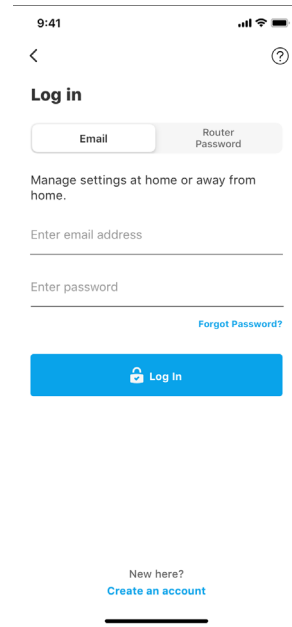 9:41
Log in
Email
Router
Password
Manage settings at home or away from
home.
Enter email address
Enter password
Forgot Password?
Log In
New here?
Create an account